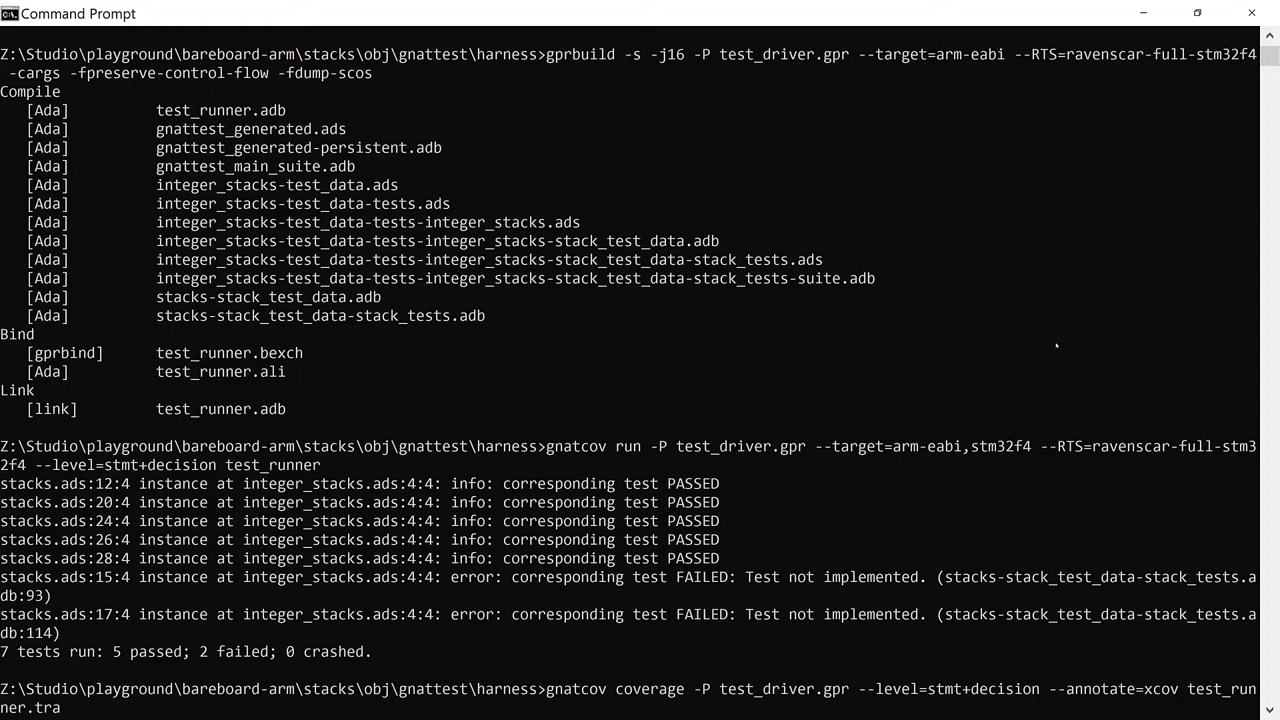 Command Prompt
Z:\Studio\playground\bareboard-arm\stacks\obj\gnattest\harness>gprbuild -s -j16 -P test_driver.gpr --target=arm-eabi --RTS=ravenscar-full-stm32f4
-cargs -fpreserve-control-flow -fdump-scos
Compile
[Ada] test_runner.adb
[Ada] gnattest_generated.ads
[Ada] gnattest_generated-persistent.adb
[Ada] gnattest_main_suite.adb
[Ada] integer_stacks-test_data.ads
[Ada] integer_stacks-test_data-tests.ads
[Ada] integer_stacks-test_data-tests-integer_stacks.ads
[Ada] integer_stacks-test_data-tests-integer_stacks-stack_test_data.adb
[Ada] integer_stacks-test_data-tests-integer_stacks-stack_test_data-stack_tests.ads
[Ada] integer_stacks-test_data-tests-integer_stacks-stack_test_data-stack_tests-suite.adb
[Ada] stacks-stack_test_data.adb
[Ada] stacks-stack_test_data-stack_tests.adb
Bind
[gprbind] test_runner.bexch
[Ada] test_runner.ali
Link
[link] test_runner.adb
Z:\Studio\playground\bareboard-arm\stacks\obj\gnattest\harness>gnatcov run -P test_driver.gpr --target=arm-eabi,stm32f4 --RTS=ravenscar-full-stm3
2f4 --level=stmt+decision test_runner
stacks.ads:12:4 instance at integer_stacks.ads:4:4: info: corresponding test PASSED
stacks.ads:20:4 instance at integer_stacks.ads:4:4: info: corresponding test PASSED
stacks.ads:24:4 instance at integer_stacks.ads:4:4: info: corresponding test PASSED
stacks.ads:26:4 instance at integer_stacks.ads:4:4: info: corresponding test PASSED
stacks.ads:28:4 instance at integer_stacks.ads:4:4: info: corresponding test PASSED
stacks.ads:15:4 instance at integer_stacks.ads:4:4: error: corresponding test FAILED: Test not implemented. (stacks-stack_test_data-stack_tests.a
db:93)
stacks.ads:17:4 instance at integer_stacks.ads:4:4: error: corresponding test FAILED: Test not implemented. (stacks-stack_test_data-stack_tests.a
db:114)
7 tests run: 5 passed; 2 failed; 0 crashed.
Z:\Studio\playground\bareboard-arm\stacks\obj\gnattest\harness>gnatcov coverage -P test_driver.gpr --level=stmt+decision --annotate=xcov test_run
ner.tra